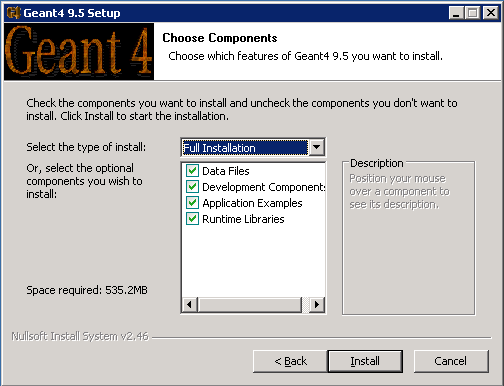 Geant4 9.5 Setup
Geant 4
Choose Components
Choose which features of Geant4 9.5 you want to install.
Check the components you want to install and uncheck the components you don't want to
install. Click Install to start the installation.
Select the type of install:
Full Installation
Or, select the optional
components you wish to
install:
Data Files
Development Components
Application Examples
Runtime Libraries
Description
Position your mouse
over a component to
see its description.
Space required: 535.2MB
Nullsoft Install System v2.46
< Back
Install
Cancel